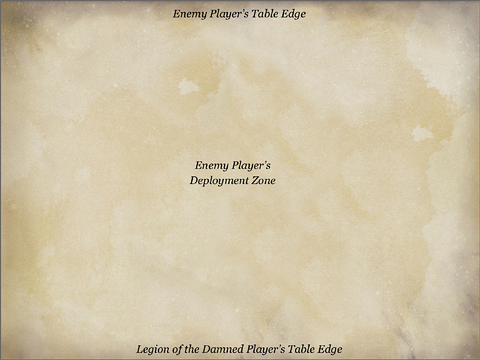 Enemy Player's Table Edge
Enemy Player's
Deployment Zone
Legion of the Damned Player's Table Edge